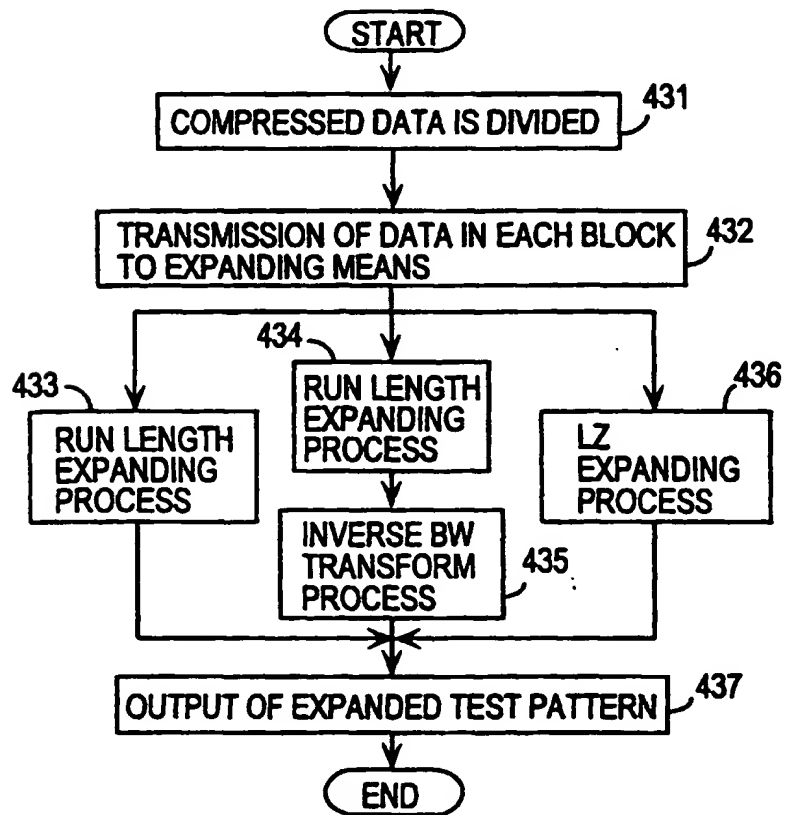 START
431
COMPRESSED DATA IS DIVIDED
TRANSMISSION OF DATA IN EACH BLOCK
TO EXPANDING MEANS
432
433
RUN LENGTH
EXPANDING
PROCESS
434
RUN LENGTH
EXPANDING
PROCESS
436
LZ
EXPANDING
PROCESS
INVERSE BW
TRANSFORM
PROCESS
435
OUTPUT OF EXPANDED TEST PATTERN
437
END